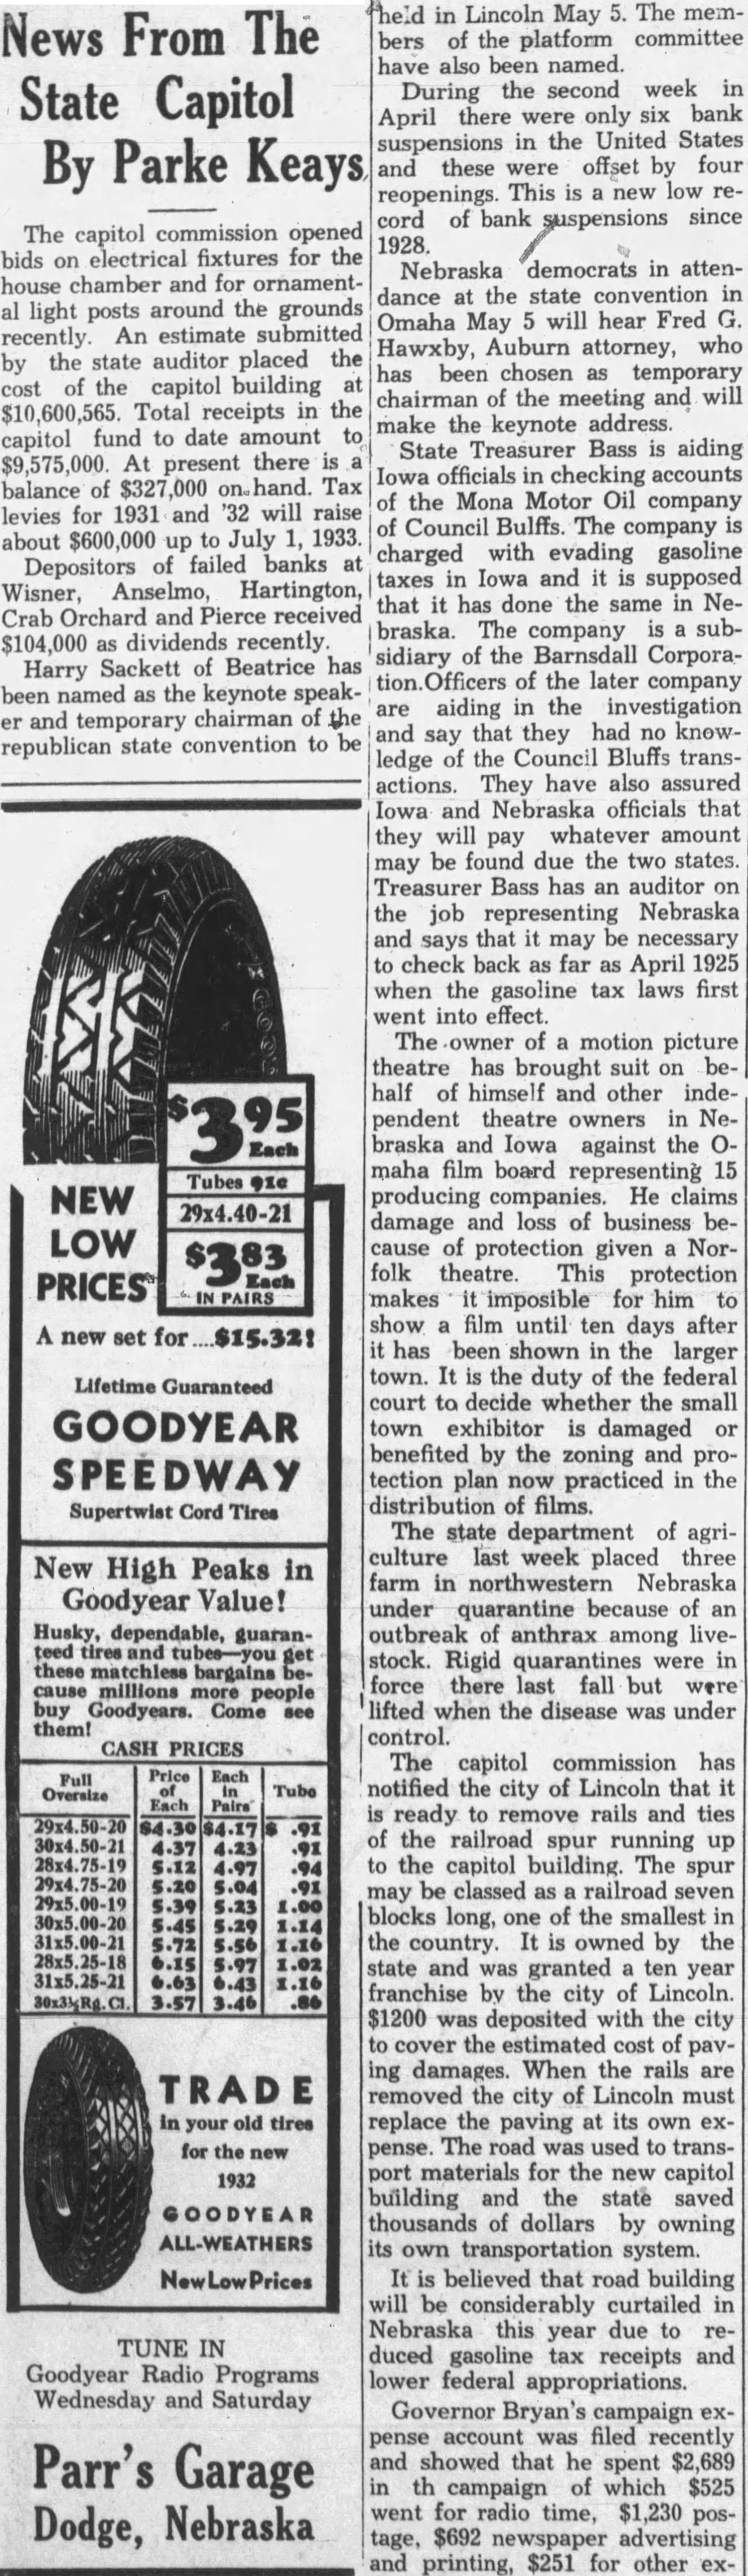 News From The
State Capitol
By Parke Keays
The capitol commission opened
bids on electrical fixtures for the
house chamber and for ornament-
al light posts around the grounds
recently. An estimate submitted
by the state auditor placed the
cost of the capitol building at
$10,600,565. Total receipts in the
capitol fund to date amount to
$9,575,000. At present there is a
balance of $327,000 on hand. Tax
levies for 1931 and '32 will raise
about $600,000 up to July 1, 1933.
Depositors of failed banks at
Wisner, Anselmo, Hartington,
Crab Orchard and Pierce received
$104,000 as dividends recently.
Harry Sackett of Beatrice has
been named as the keynote speak-
er and temporary chairman of the
republican state convention to be
held in Lincoln May 5. The mem-
bers of the platform committee
have also been named.
During the second week in
April there were only six bank
suspensions in the United States
and these were offset by four
reopenings. This is a new low re-
cord of bank suspensions since
1928.
Nebraska democrats in atten-
dance at the state convention in
Omaha May 5 will hear Fred G.
Hawxby, Auburn attorney, who
has been chosen as temporary
chairman of the meeting and will
make the keynote address.
State Treasurer Bass is aiding
Iowa officials in checking accounts
of the Mona Motor Oil company
of Council Bulffs. The company is
charged with evading gasoline
taxes in Iowa and it is supposed
that it has done the same in Ne-
braska. The company is a sub-
sidiary of the Barnsdall Corpora-
tion.Officers of the later company
are aiding in the investigation
and say that they had no know-
ledge of the Council Bluffs trans-
actions. They have also assured
Iowa and Nebraska officials that
they will pay whatever amount
may be found due the two states.
Treasurer Bass has an auditor on
the job representing Nebraska
and says that it may be necessary
to check back as far as April 1925
when the gasoline tax laws first
went into effect.
The owner of a motion picture
theatre has brought suit on be-
half of himself and other inde-
pendent theatre owners in Ne-
braska and Iowa against the O-
maha film board representing 15
producing companies. He claims
damage and loss of business be-
cause of protection given a Nor-
folk theatre. This protection
makes it imposible for him to
show a film until ten days after
it has been shown in the larger
town. It is the duty of the federal
court to decide whether the small
town exhibitor is damaged or
benefited by the zoning and pro-
tection plan now practiced in the
distribution of films.
The state department of agri-
culture last week placed three
farm in northwestern Nebraska
under quarantine because of an
outbreak of anthrax among live-
stock. Rigid quarantines were in
force there last fall but were
lifted when the disease was under
control.
The capitol commission has
notified the city of Lincoln that it
is ready to remove rails and ties
of the railroad spur running up
to the capitol building. The spur
may be classed as a railroad seven
blocks long, one of the smallest in
the country. It is owned by the
state and was granted a ten year
franchise by the city of Lincoln.
$1200 was deposited with the city
to cover the estimated cost of pav-
ing damages. When the rails are
removed the city of Lincoln must
replace the paving at its own ex-
pense. The road was used to trans-
port materials for the new capitol
building and the state saved
thousands of dollars by owning
its own transportation system.
It is believed that road building
will be considerably curtailed in
Nebraska this year due to re-
duced gasoline tax receipts and
lower federal appropriations.
Governor Bryan's campaign ex-
pense account was filed recently
and showed that he spent $2,689
in th campaign of which $525
went for radio time, $1,230 pos-
tage, $692 newspaper advertising
and printing, $251 for other ex-
GOOD
$3.95
Each
Tubes 91c
29x4.40-21
$3.83
Each
IN PAIRS
NEW
LOW
PRICES
A new set for ....$15.32!
Lifetime Guaranteed
GOODYEAR
SPEEDWAY
Supertwist Cord Tires
New High Peaks in
Goodyear Value!
Husky, dependable, guaran-
teed tires and tubes—you get
these matchless bargains be-
cause millions more people
buy Goodyears. Come see
them!
CASH PRICES
Full Oversize Price of Each Each in Pairs Tube
29x4.50-20 $4.30 $4.17 $ .91
30x4.50-21 4.37 4.23 .91
28x4.75-19 5.12 4.97 .94
29x4.75-20 5.20 5.04 .91
29x5.00-19 5.39 5.23 1.00
30x5.00-20 5.45 5.29 1.14
31x5.00-21 5.72 5.56 1.16
28x5.25-18 6.15 5.97 1.02
31x5.25-21 6.63 6.43 1.16
30x3½ Rg. Cl. 3.57 3.46 .86
TRADE
in your old tires
for the new
1932
GOODYEAR
ALL-WEATHERS
New Low Prices
TUNE IN
Goodyear Radio Programs
Wednesday and Saturday
Parr's Garage
Dodge, Nebraska